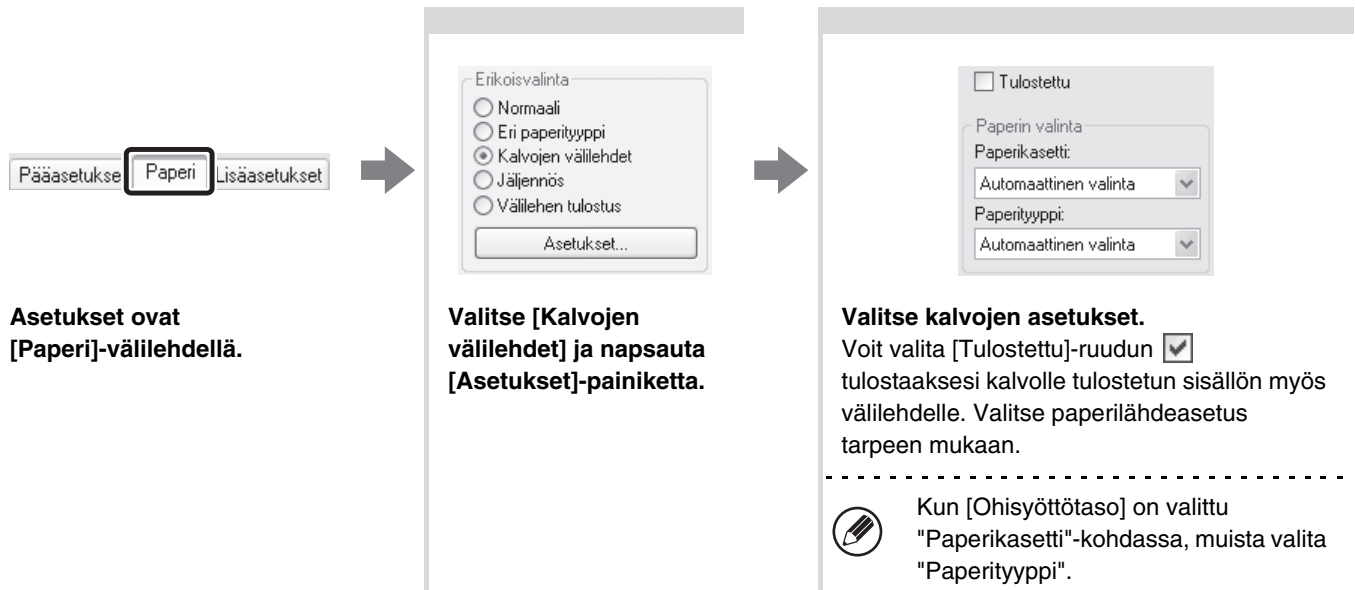 Pääasetukse
Paperi
Lisäasetukset
Asetukset ovat
[Paperi]-välilehdellä.
Erikoisvalinta
Normaali
Eri paperityyppi
Kalvojen välilehdet
Jäljennös
Välilehen tulostus
Asetukset...
Valitse [Kalvojen
välilehdet] ja napsauta
[Asetukset]-painiketta.
Tulostettu
Paperin valinta
Paperikasetti:
Automaattinen valinta
Paperityyppi:
Automaattinen valinta
Valitse kalvojen asetukset.
Voit valita [Tulostettu]-ruudun
tulostaaksesi kalvolle tulostetun sisällön myös
välilehdelle. Valitse paperilähdeasetus
tarpeen mukaan.
Kun [Ohisyöttötaso] on valittu
"Paperikasetti"-kohdassa, muista valita
"Paperityyppi".